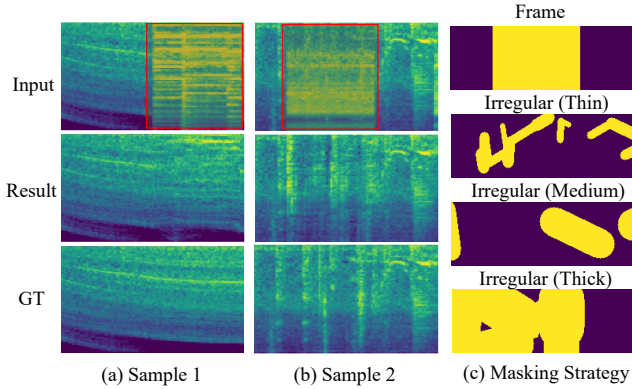 Frame
Input
Irregular (Thin)
Result
Irregular (Medium)
GT
Irregular (Thick)
(a) Sample 1
(b) Sample 2
(c) Masking Strategy